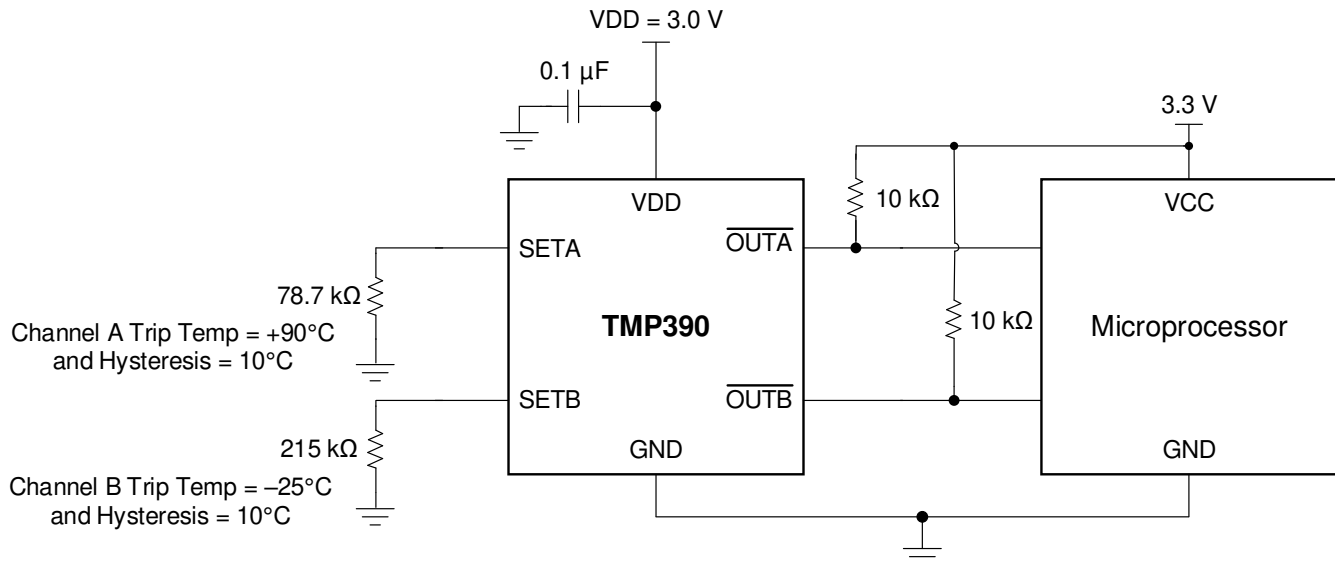 VDD = 3.0 V
0.1 µF
3.3 V
VDD
10 kΩ
VCC
SETA
OUTA
78.7 kΩ
Channel A Trip Temp = +90°C
and Hysteresis = 10°C
TMP390
10 kΩ
Microprocessor
SETB
OUTB
215 kΩ
GND
GND
Channel B Trip Temp = –25°C
and Hysteresis = 10°C